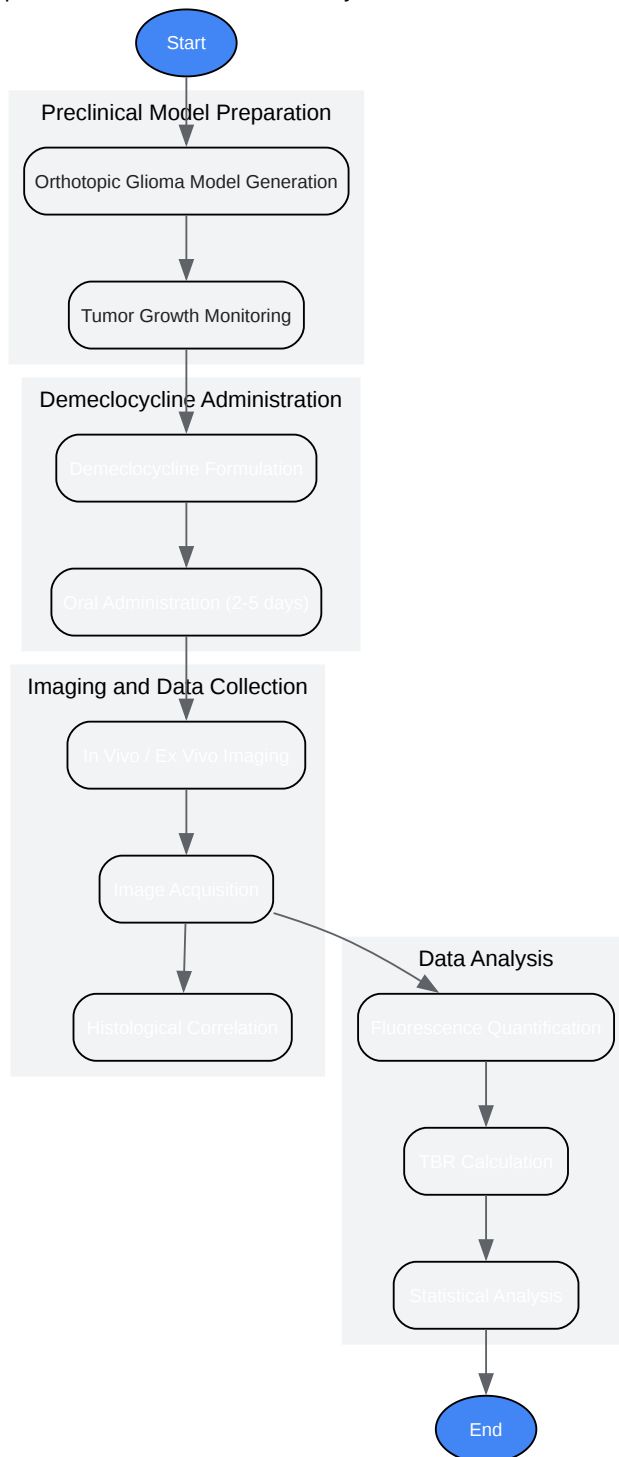 Start
Preclinical Model Preparation
Orthotopic Glioma Model Generation
Tumor Growth Monitoring
Demeclocycline Administration
Demeclocycline Formulation
Oral Administration (2-5 days)
Imaging and Data Collection
In Vivo / Ex Vivo Imaging
Image Acquisition
Histological Correlation
Data Analysis
Fluorescence Quantification
TBR Calculation
Statistical Analysis
End